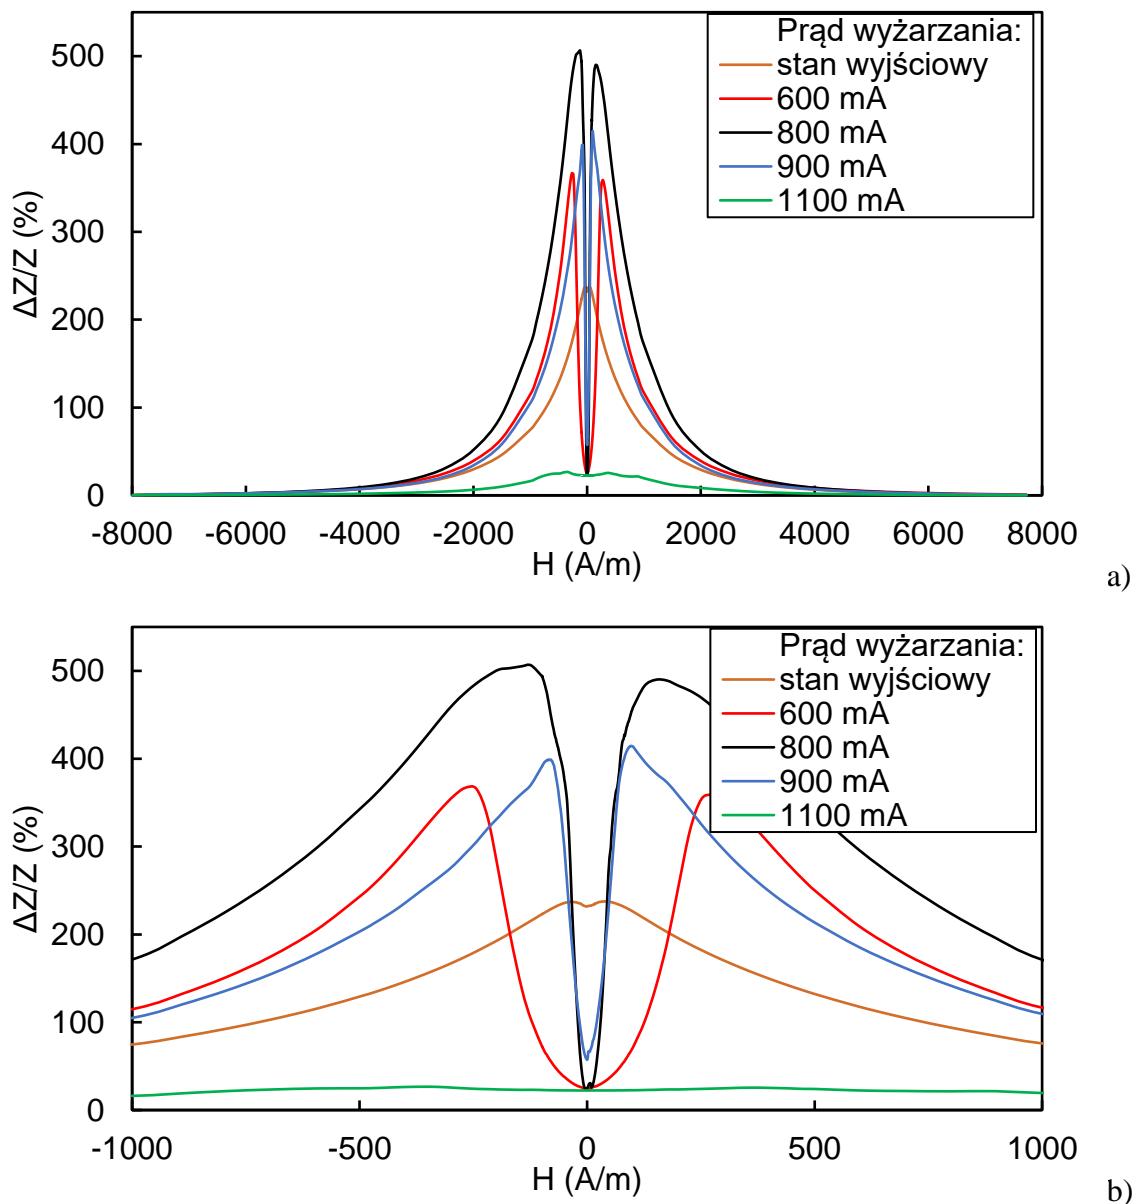 Prąd wyżarzania:
stan wyjściowy
600 mA
800 mA
900 mA
1100 mA
500
400
300
200
100
0
ΔZ/Z (%)
-8000 -6000 -4000 -2000 0 2000 4000 6000 8000
H (A/m)
a)
Prąd wyżarzania:
stan wyjściowy
600 mA
800 mA
900 mA
1100 mA
500
400
300
200
100
0
ΔZ/Z (%)
-1000 -500 0 500 1000
H (A/m)
b)